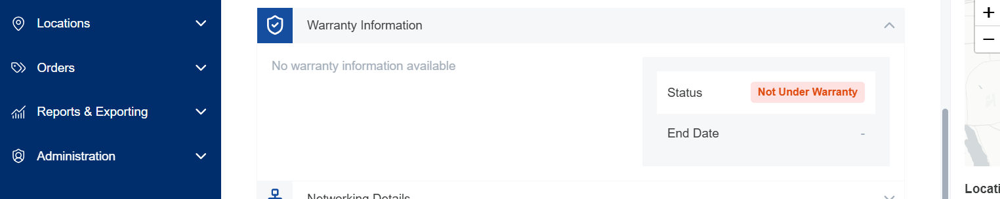 Locations
Orders
Reports & Exporting
Administration
Warranty Information
No warranty information available
Status
Not Under Warranty
End Date
-
Networking Details
+
−
Locati